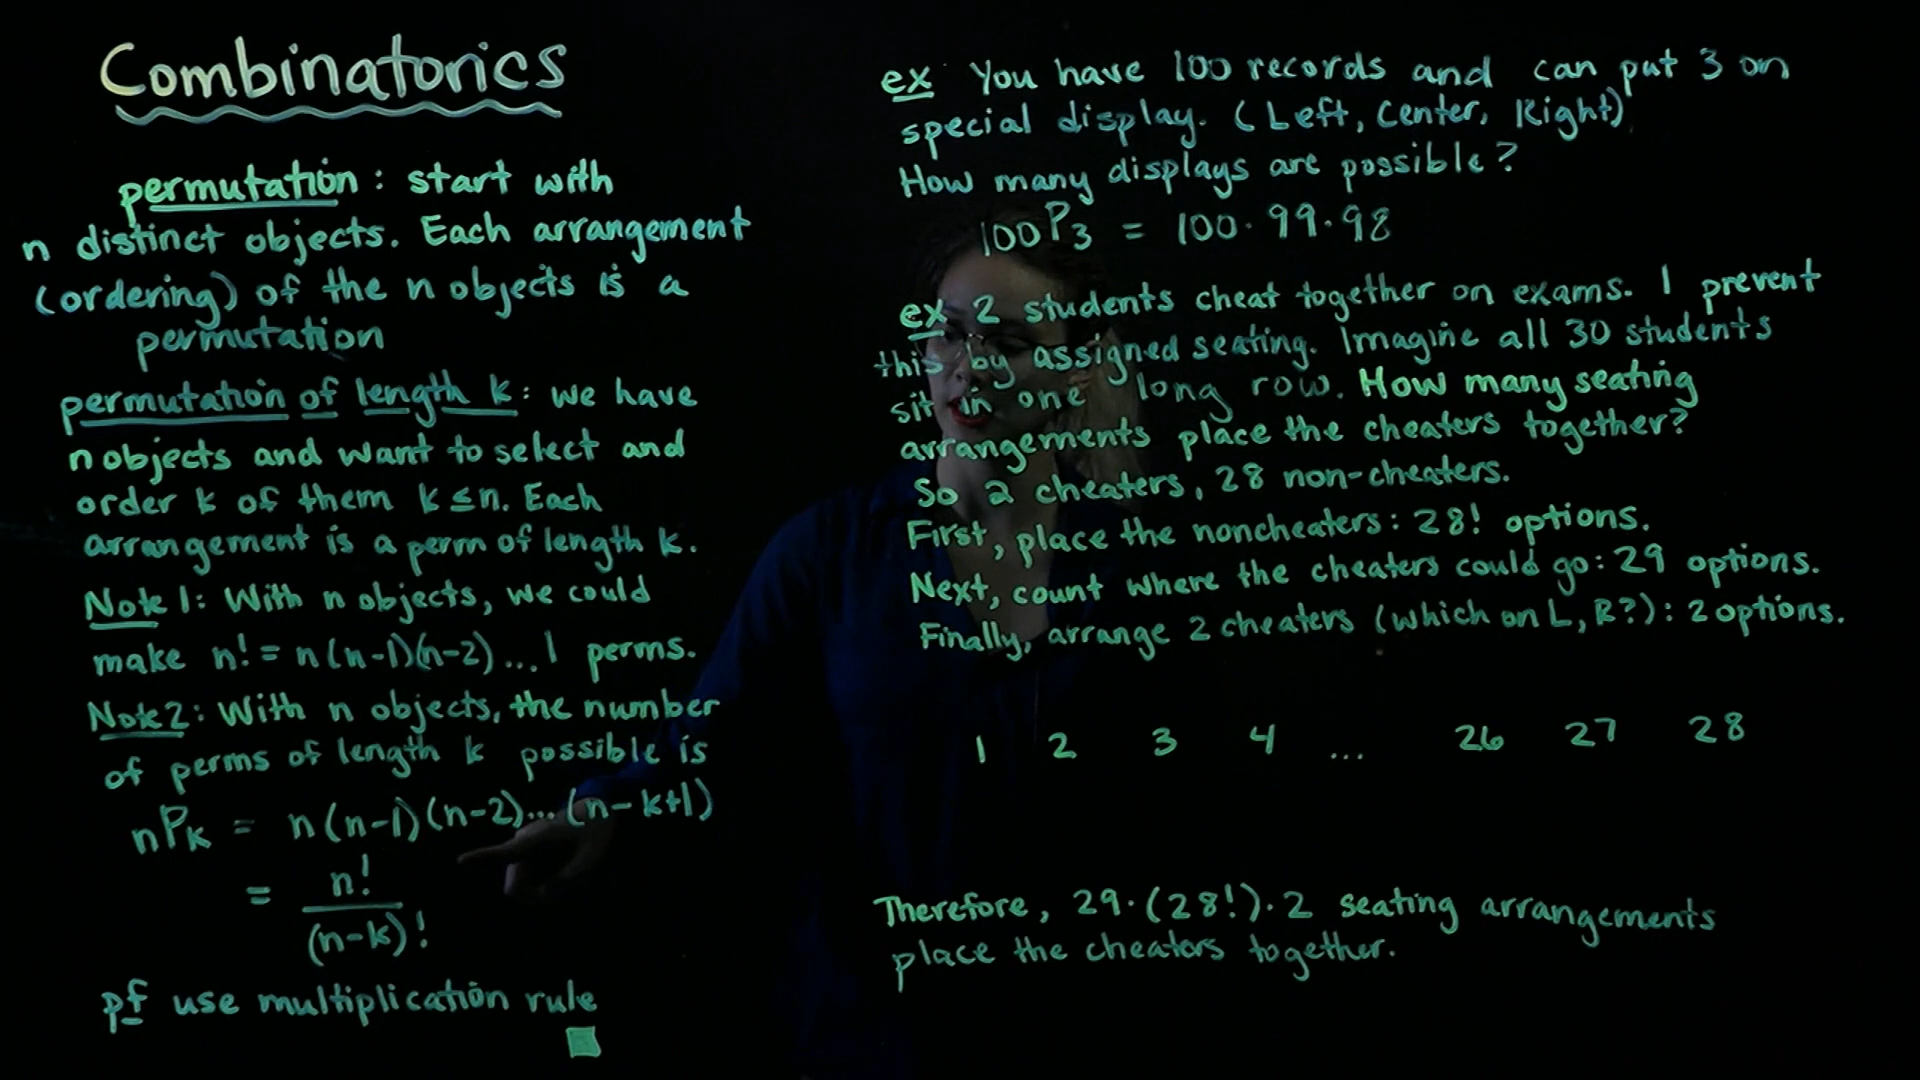 Combinatorics
permutation: start with
n distinct objects. Each arrangement
(ordering) of the n objects is a
permutation
permutation of length k: we have
n objects and want to select and
order k of them k ≤ n. Each
arrangement is a perm of length k.
Note 1: With n objects, we could
make n! = n(n-1)(n-2)...1 perms.
Note 2: With n objects, the number
of perms of length k possible is
nPk = n(n-1)(n-2)...(n-k+1)
= n!/(n-k)!
pf use multiplication rule
ex You have 100 records and can put 3 on
special display. (Left, Center, Right)
How many displays are possible?
100P3 = 100·99·98
ex 2 students cheat together on exams. I prevent
this by assigned seating. Imagine all 30 students
sit in one long row. How many seating
arrangements place the cheaters together?
So 2 cheaters, 28 non-cheaters.
First, place the noncheaters: 28! options.
Next, count where the cheaters could go: 29 options.
Finally, arrange 2 cheaters (which on L, R?): 2 options.
1 2 3 4 ... 26 27 28
Therefore, 29·(28!)·2 seating arrangements
place the cheaters together.